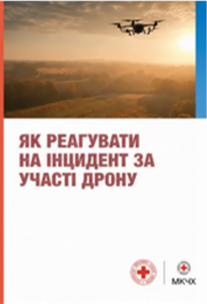 ЯК РЕАГУВАТИ
НА ІНЦИДЕНТ ЗА
УЧАСТІ ДРОНУ
МКЧХ